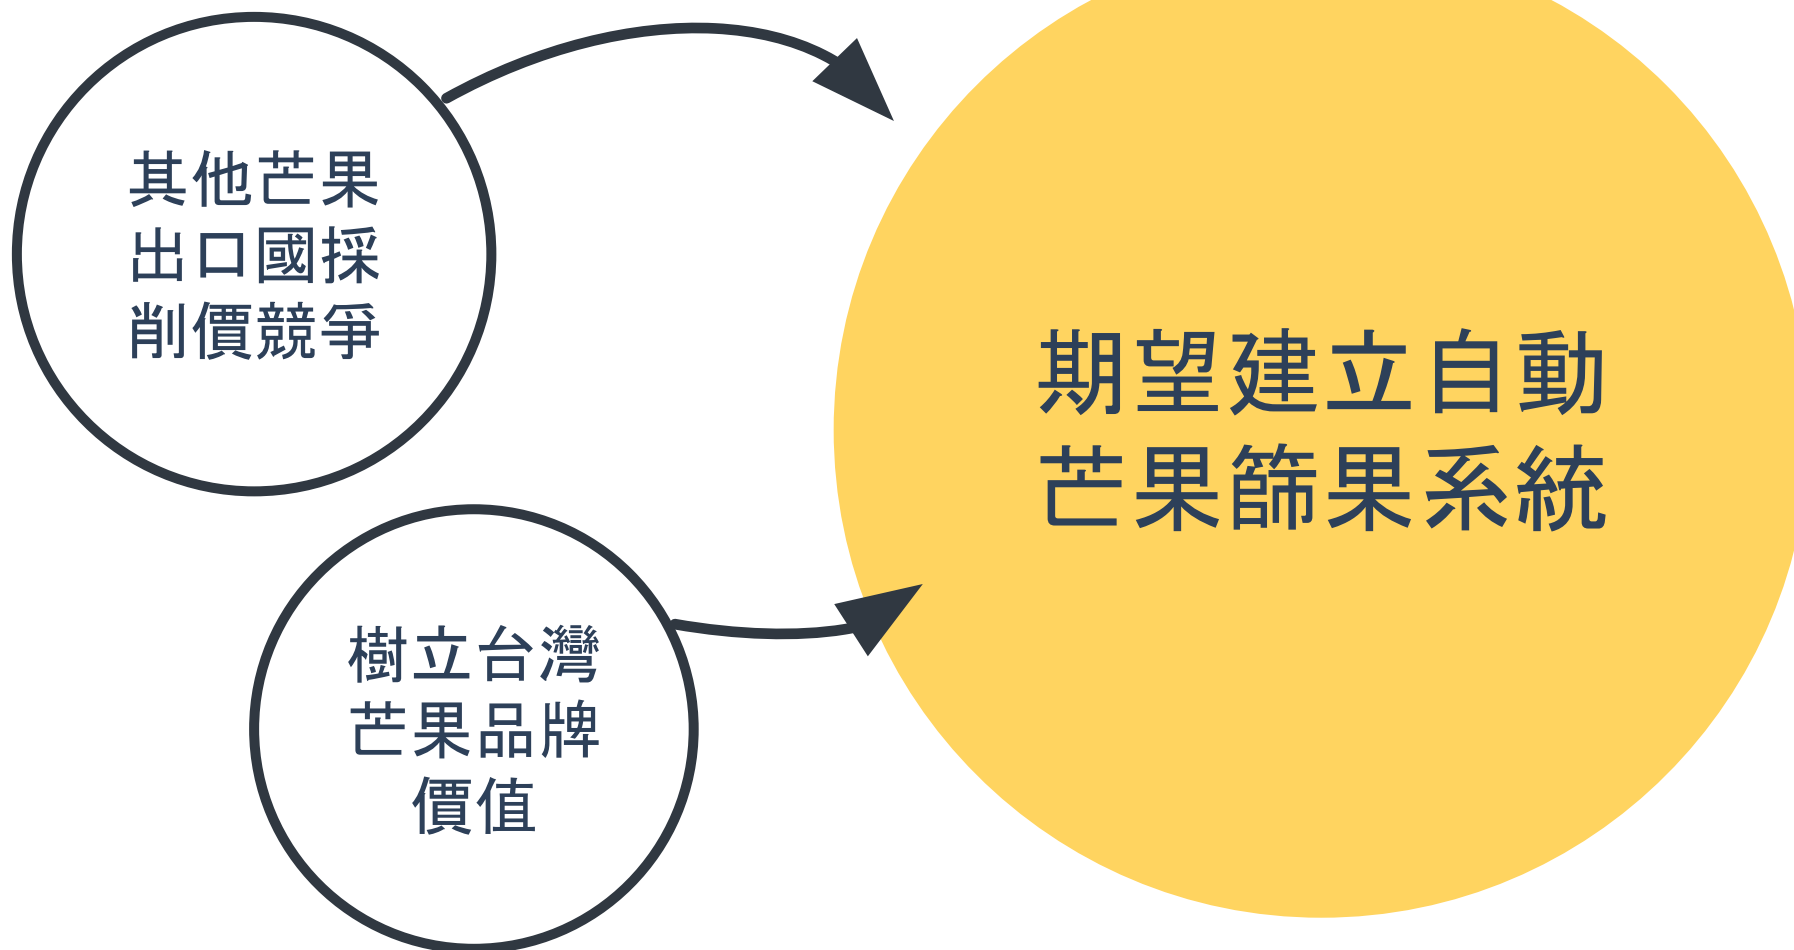 其他芒果
出口國採
削價競爭
期望建立自動
芒果篩果系統
樹立台灣
芒果品牌
價值